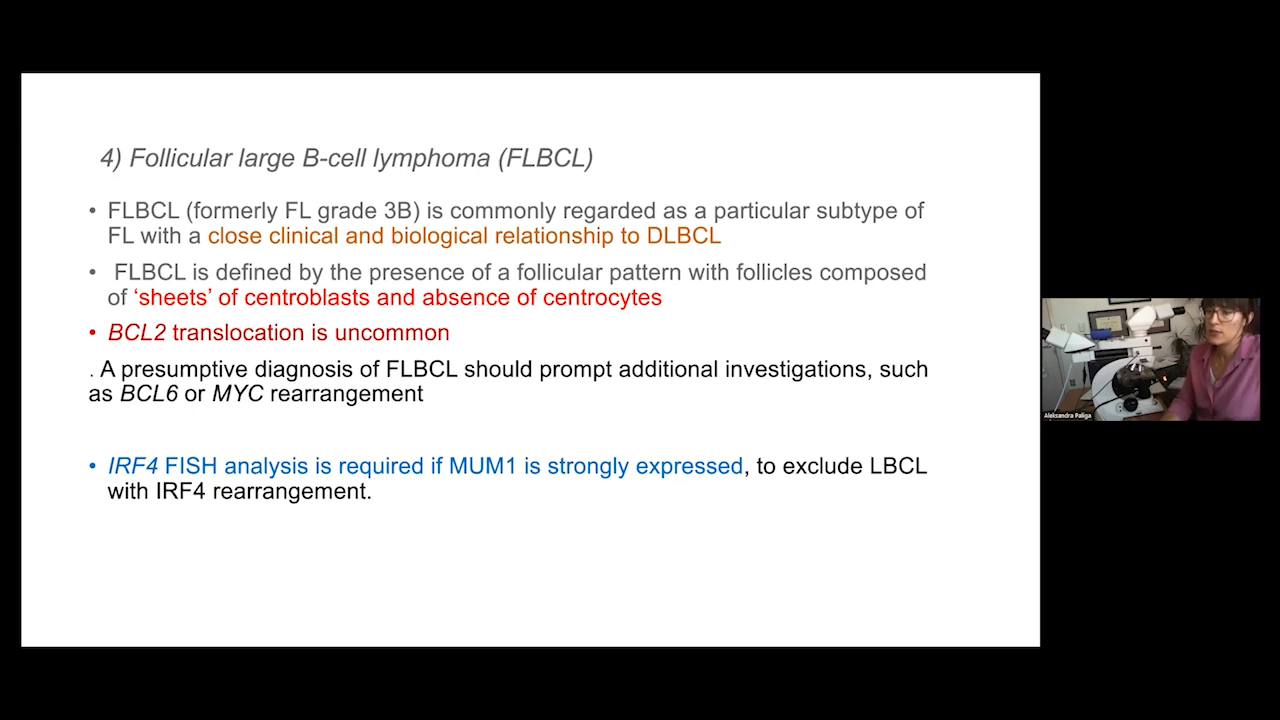 4) Follicular large B-cell lymphoma (FLBCL)
• FLBCL (formerly FL grade 3B) is commonly regarded as a particular subtype of
FL with a close clinical and biological relationship to DLBCL
• FLBCL is defined by the presence of a follicular pattern with follicles composed
of ‘sheets’ of centroblasts and absence of centrocytes
• BCL2 translocation is uncommon
. A presumptive diagnosis of FLBCL should prompt additional investigations, such
as BCL6 or MYC rearrangement
• IRF4 FISH analysis is required if MUM1 is strongly expressed, to exclude LBCL
with IRF4 rearrangement.
Aleksandra Paliga